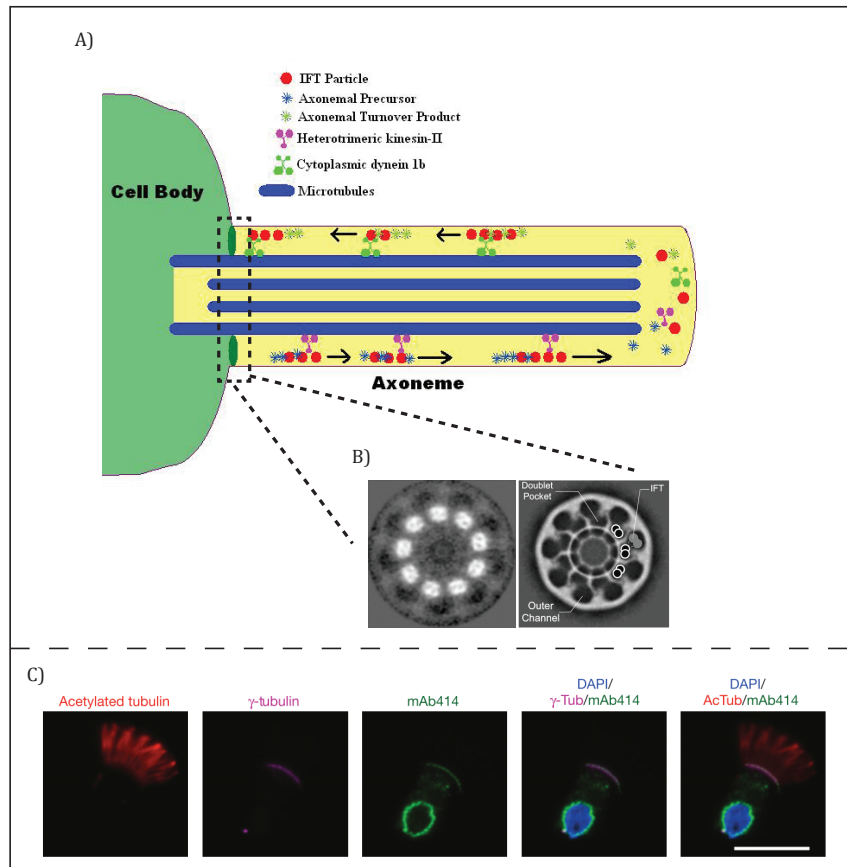 A)
IFT Particle
Axonemal Precursor
Axonemal Turnover Product
Heterotrimeric kinesin-II
Cytoplasmic dynein 1b
Microtubules
Cell Body
Axoneme
B)
Doublet
Pocket
IFT
Outer
Channel
C)
Acetylated tubulin
γ-tubulin
mAb414
DAPI/
γ-Tub/mAb414
DAPI/
AcTub/mAb414